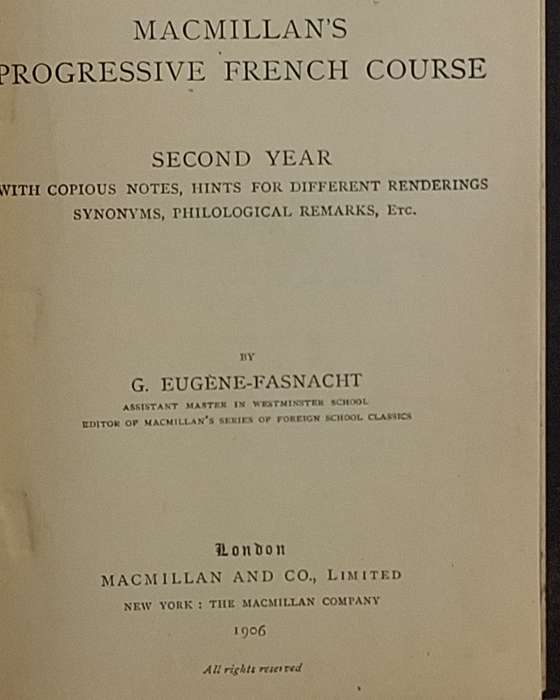 MACMILLAN'S
PROGRESSIVE FRENCH COURSE
SECOND YEAR
WITH COPIOUS NOTES, HINTS FOR DIFFERENT RENDERINGS
SYNONYMS, PHILOLOGICAL REMARKS, Etc.
BY
G. EUGÈNE-FASNACHT
ASSISTANT MASTER IN WESTMINSTER SCHOOL
EDITOR OF MACMILLAN'S SERIES OF FOREIGN SCHOOL CLASSICS
London
MACMILLAN AND CO., Limited
NEW YORK : THE MACMILLAN COMPANY
1906
All rights reserved